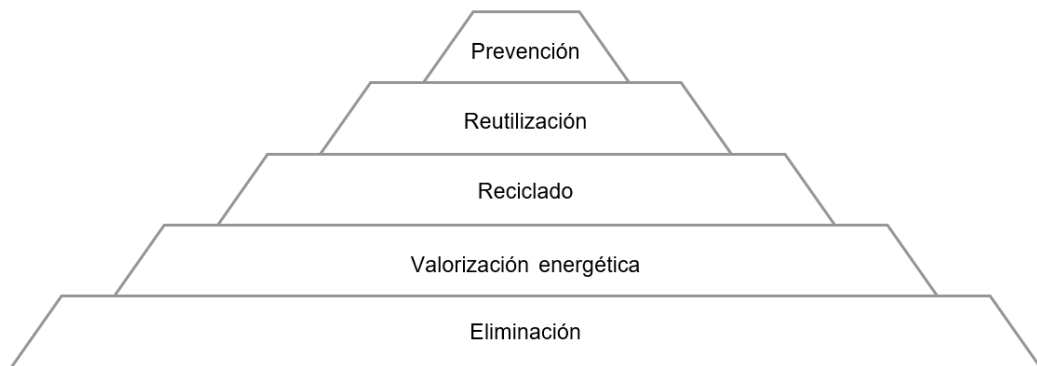 Prevención
Reutilización
Reciclado
Valorización energética
Eliminación